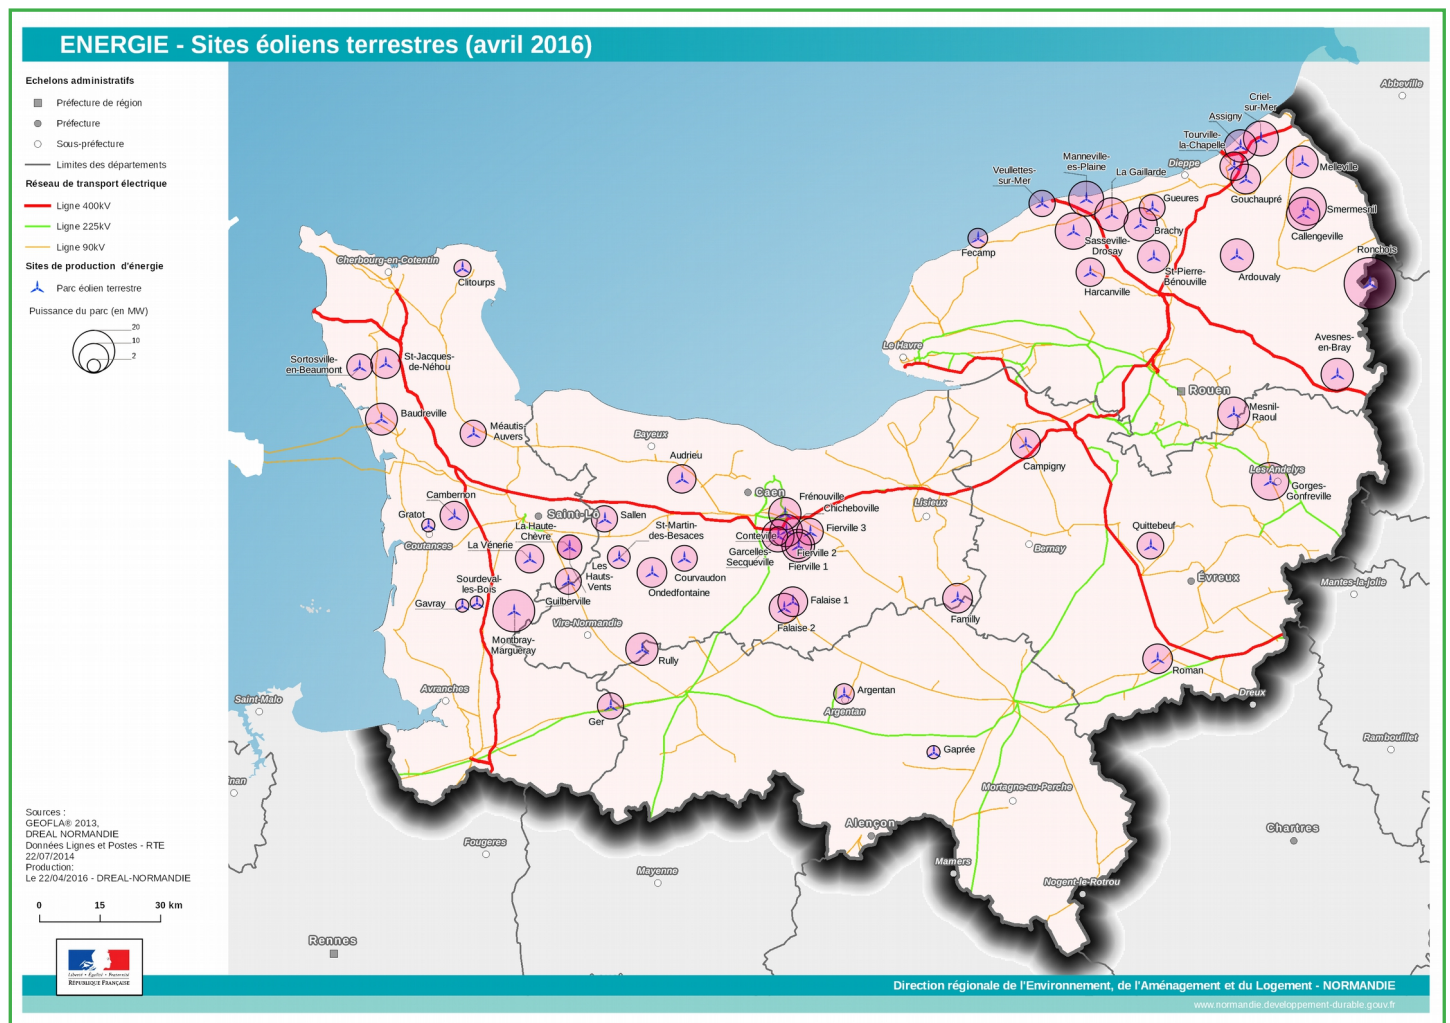 ENERGIE - Sites éoliens terrestres (avril 2016)
Echelons administratifs
Préfecture de région
Préfecture
Sous-préfecture
Limites des départements
Réseau de transport électrique
Ligne 400kV
Ligne 225kV
Ligne 90kV
Sites de production d'énergie
Parc éolien terrestre
Puissance du parc (en MW)
20
10
2
Abbeville
Criel-
sur-Mer
Assigny
Tourville-
la-Chapelle
Dieppe
Melleville
Manneville-
es-Plaine
Veullettes-
sur-Mer
La Gaillarde
Gueures
Gouchaupré
Smermesnil
Callengeville
Brachy
Sasseville-
Drosay
Fecamp
Ronchois
St-Pierre-
Bénouville
Ardouvaly
Harcanville
Cherbourg-en-Cotentin
Clitourps
Avesnes-
en-Bray
Le Havre
Sortosville-
en-Beaumont
St-Jacques-
de-Néhou
Rouen
Mesnil-
Raoul
Baudreville
Méautis-
Auvers
Bayeux
Audrieu
Campigny
Les Andelys
Gorges-
Gonfreville
Caen
Frénouville
Chicheboville
Lisieux
Cambernon
Gratot
Saint-Lô
Sallen
La Haute-
Chèvre
St-Martin-
des-Besaces
Conteville
Fierville 3
Quittebeuf
Coutances
La Vénerie
Garcelles-
Secqueville
Fierville 2
Fierville 1
Bernay
Les
Hauts-
Vents
Courvaudon
Ondedfontaine
Sourdeval-
les-Bois
Gavray
Guilberville
Évreux
Mantes-la-jolie
Falaise 1
Falaise 2
Familly
Vire-Normandie
Montbray-
Margueray
Rully
Roman
Avranches
Saint-Malo
Argentan
Argentan
Ger
Dreux
Gaprée
Rambouillet
Mortagne-au-Perche
Alençon
Chartres
Fougeres
Mayenne
Mamers
Nogent-le-Rotrou
Rennes
Sources :
GEOFLA® 2013,
DREAL NORMANDIE
Données Lignes et Postes - RTE
22/07/2014
Production:
Le 22/04/2016 - DREAL-NORMANDIE
0 15 30 km
Liberté • Égalité • Fraternité
RÉPUBLIQUE FRANÇAISE
Direction régionale de l'Environnement, de l'Aménagement et du Logement - NORMANDIE
www.normandie.developpement-durable.gouv.fr